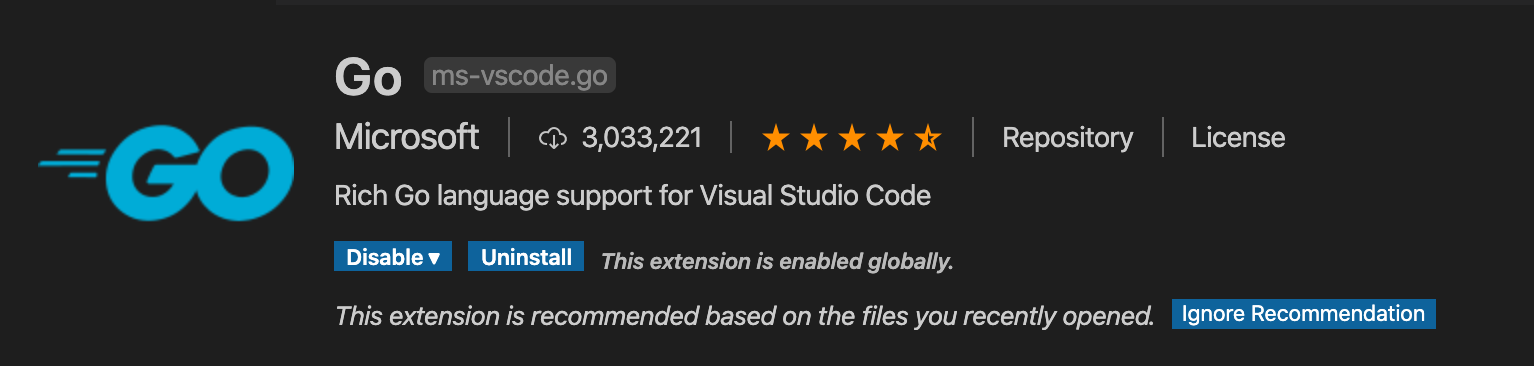 GO
Go ms-vscode.go
Microsoft 3,033,221 Repository License
Rich Go language support for Visual Studio Code
Disable ▾ Uninstall This extension is enabled globally.
This extension is recommended based on the files you recently opened. Ignore Recommendation